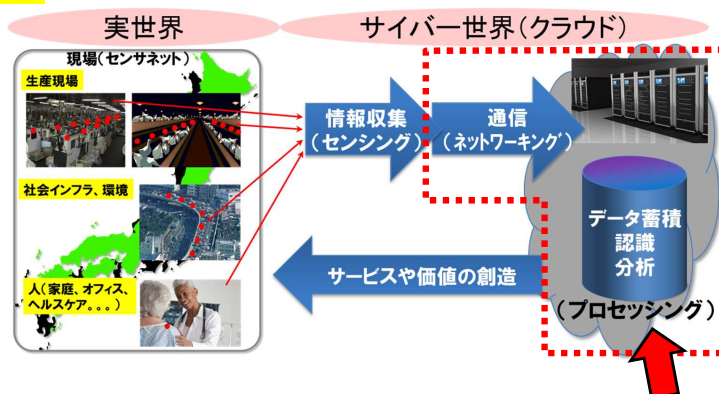 実世界
サイバー世界（クラウド）
現場（センサネット）
生産現場
社会インフラ、環境
人（家庭、オフィス、
ヘルスケア。。。）
情報収集
（センシング）
通信
（ネットワーキング）
データ蓄積
認識
分析
（プロセッシング）
サービスや価値の創造